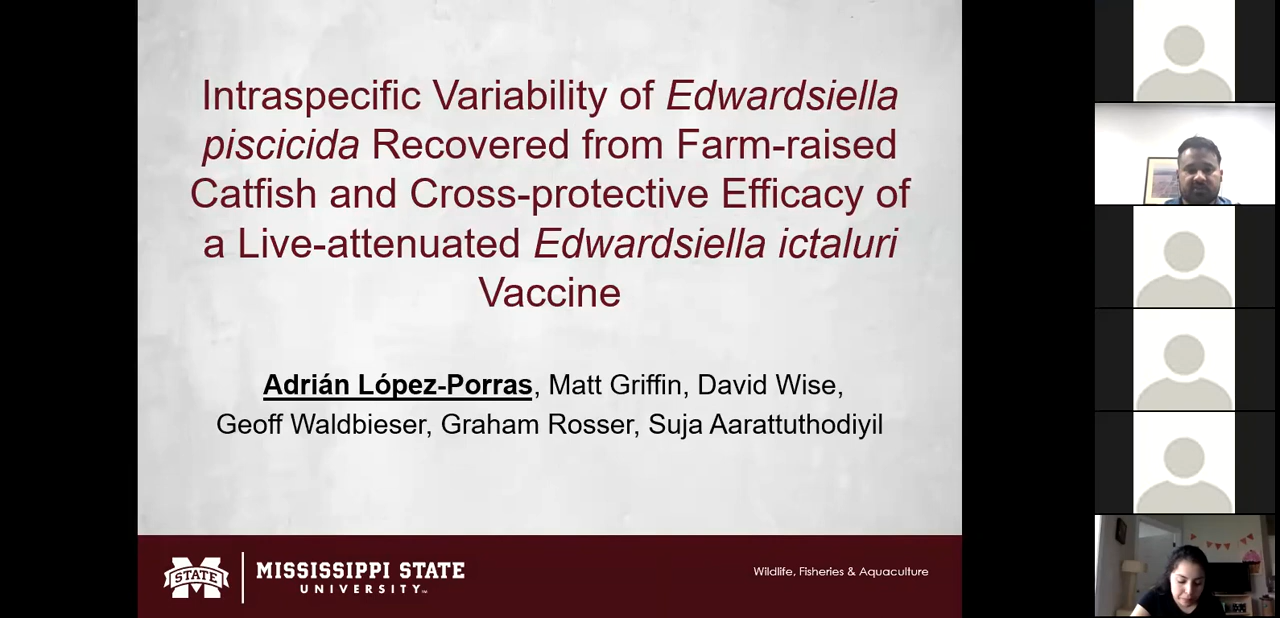 Intraspecific Variability of Edwardsiella
piscicida Recovered from Farm-raised
Catfish and Cross-protective Efficacy of
a Live-attenuated Edwardsiella ictaluri
Vaccine
Adrián López-Porras, Matt Griffin, David Wise,
Geoff Waldbieser, Graham Rosser, Suja Aarattuthodiyil
STATE
MISSISSIPPI STATE
UNIVERSITY™
Wildlife, Fisheries & Aquaculture